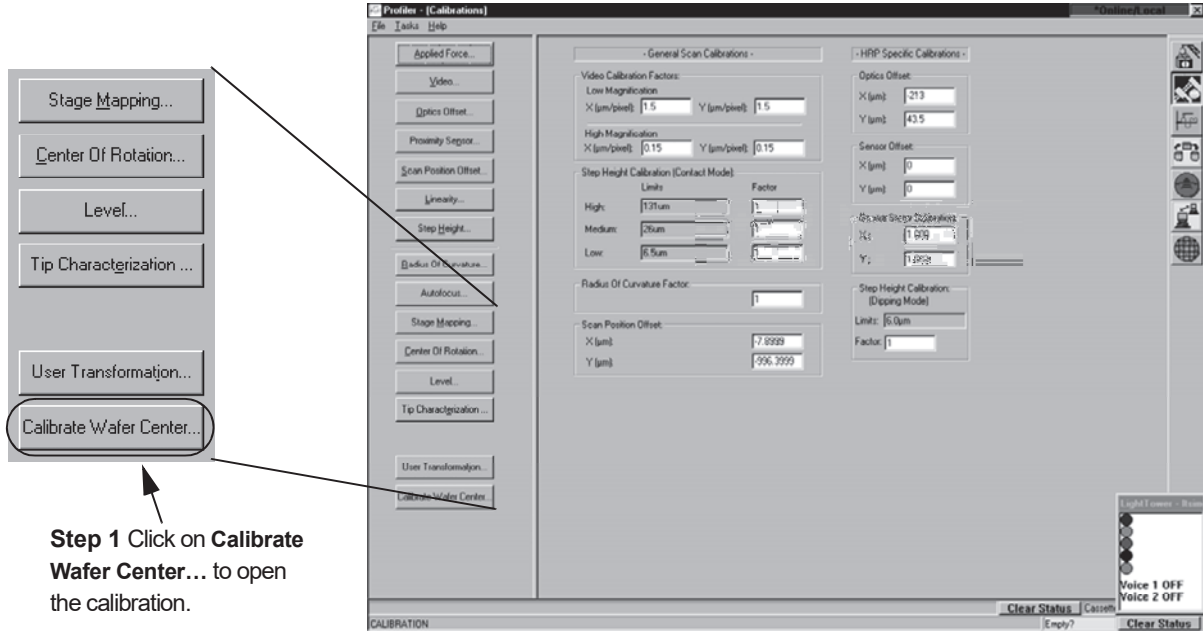 Profiler - [Calibrations]
*Online/Local
File Tasks Help
Stage Mapping...
Center Of Rotation...
Level...
Tip Characterization ...
User Transformation...
Calibrate Wafer Center...
Step 1 Click on Calibrate
Wafer Center… to open
the calibration.
Applied Force...
Video...
Optics Offset...
Proximity Sensor...
Scan Position Offset...
Linearity...
Step Height...
Radius Of Curvature...
Autofocus...
Stage Mapping...
Center Of Rotation...
Level...
Tip Characterization ...
User Transformation...
Calibrate Wafer Center...
- General Scan Calibrations -
Video Calibration Factors:
Low Magnification
X (µm/pixel): 1.5 Y (µm/pixel): 1.5
High Magnification
X (µm/pixel): 0.15 Y (µm/pixel): 0.15
Step Height Calibration (Contact Mode):
Limits Factor
High: 131um 1
Medium: 26um
Low: 6.5um
Radius Of Curvature Factor:
1
Scan Position Offset:
X (µm): -7.8999
Y (µm): -996.3999
- HRP Specific Calibrations -
Optics Offset:
X (µm): -213
Y (µm): 43.5
Sensor Offset:
X (µm): 0
Y (µm): 0
X:
Y:
Step Height Calibration:
(Dipping Mode)
Limits: 6.0µm
Factor: 1
LightTower -
Voice 1 OFF
Voice 2 OFF
Clear Status
CALIBRATION
Empty?
Clear Status